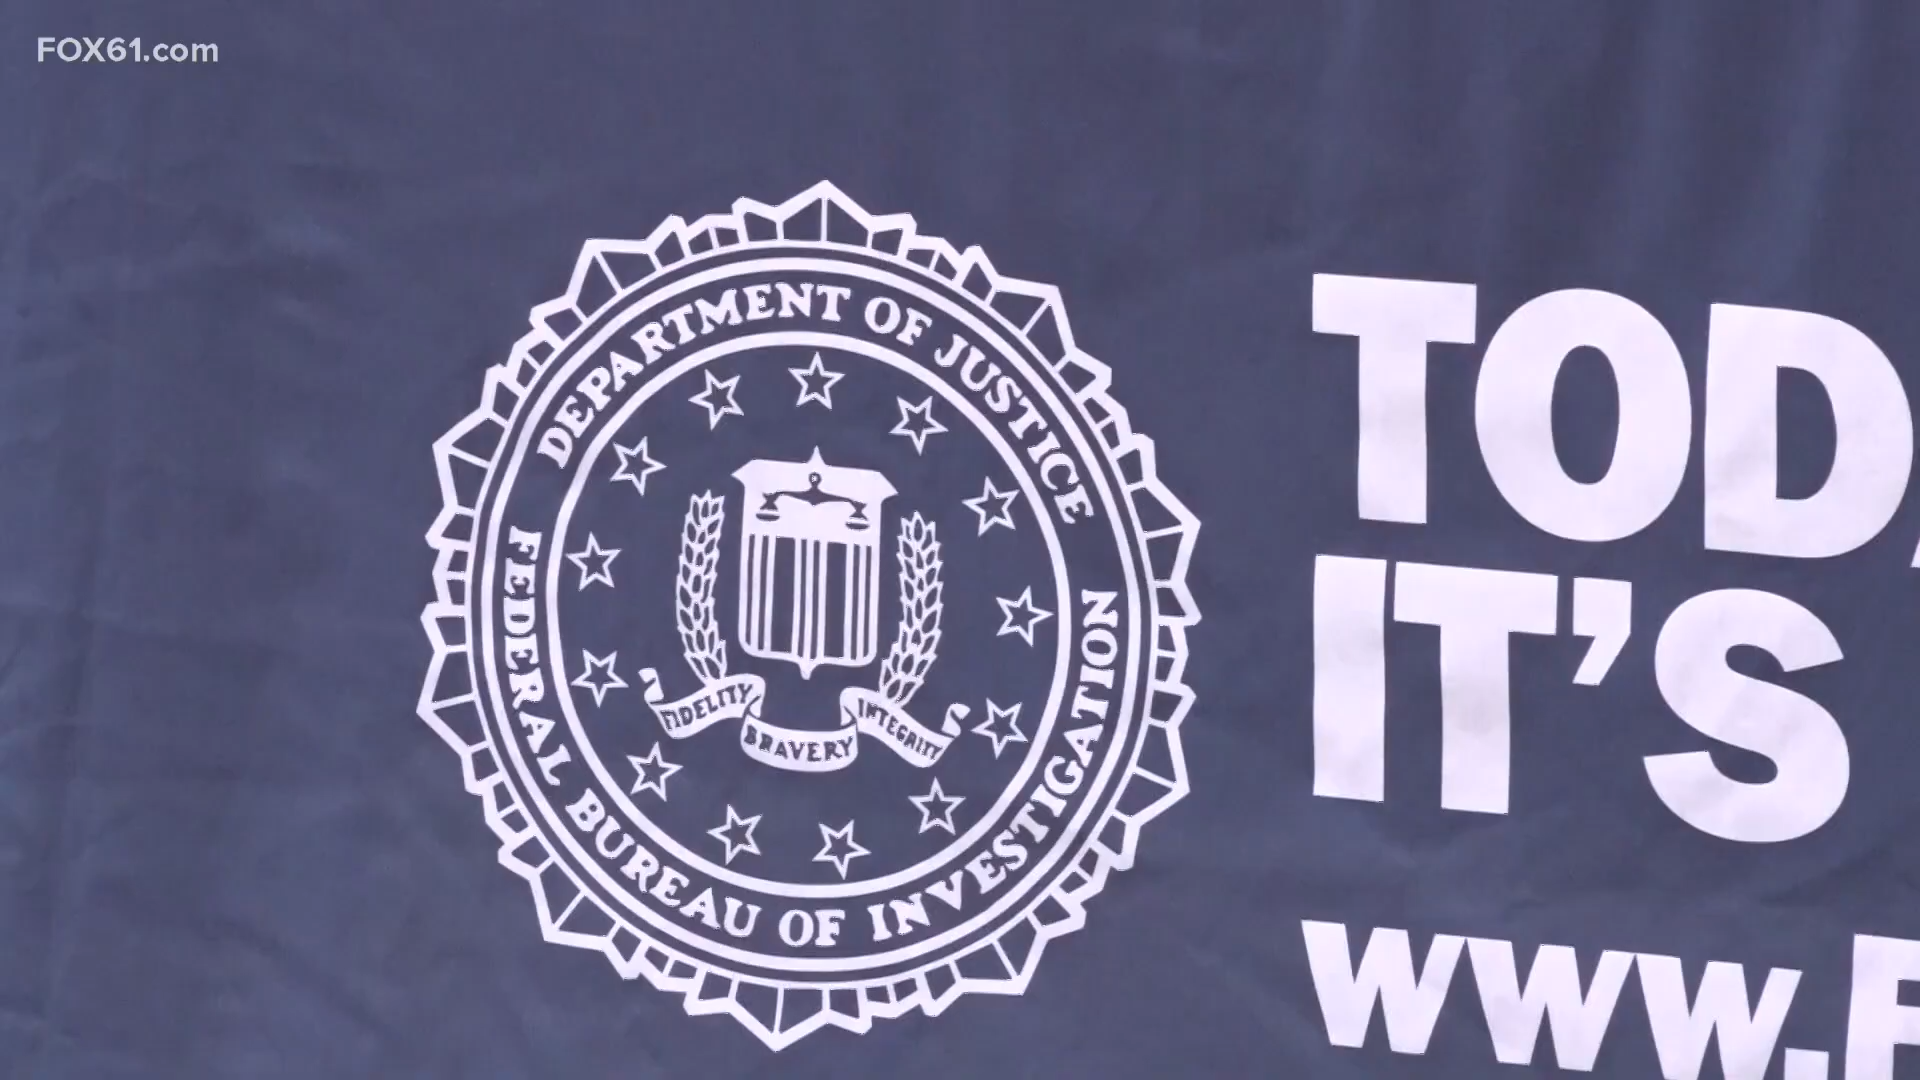 FOX61.com
DEPARTMENT OF JUSTICE
FEDERAL BUREAU OF INVESTIGATION
FIDELITY
BRAVERY
INTEGRITY
TOD
IT'S
www.F